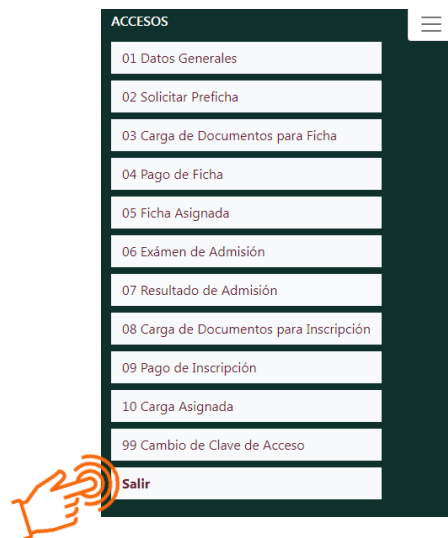 ACCESOS
01 Datos Generales
02 Solicitar Preficha
03 Carga de Documentos para Ficha
04 Pago de Ficha
05 Ficha Asignada
06 Exámen de Admisión
07 Resultado de Admisión
08 Carga de Documentos para Inscripción
09 Pago de Inscripción
10 Carga Asignada
99 Cambio de Clave de Acceso
Salir